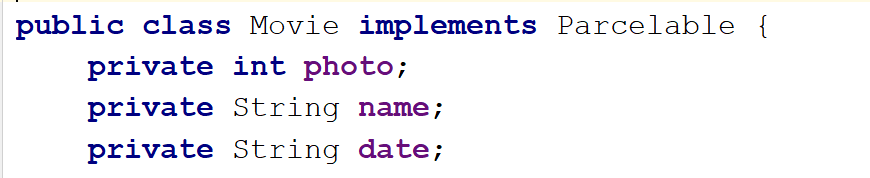 public class Movie implements Parcelable {
private int photo;
private String name;
private String date;